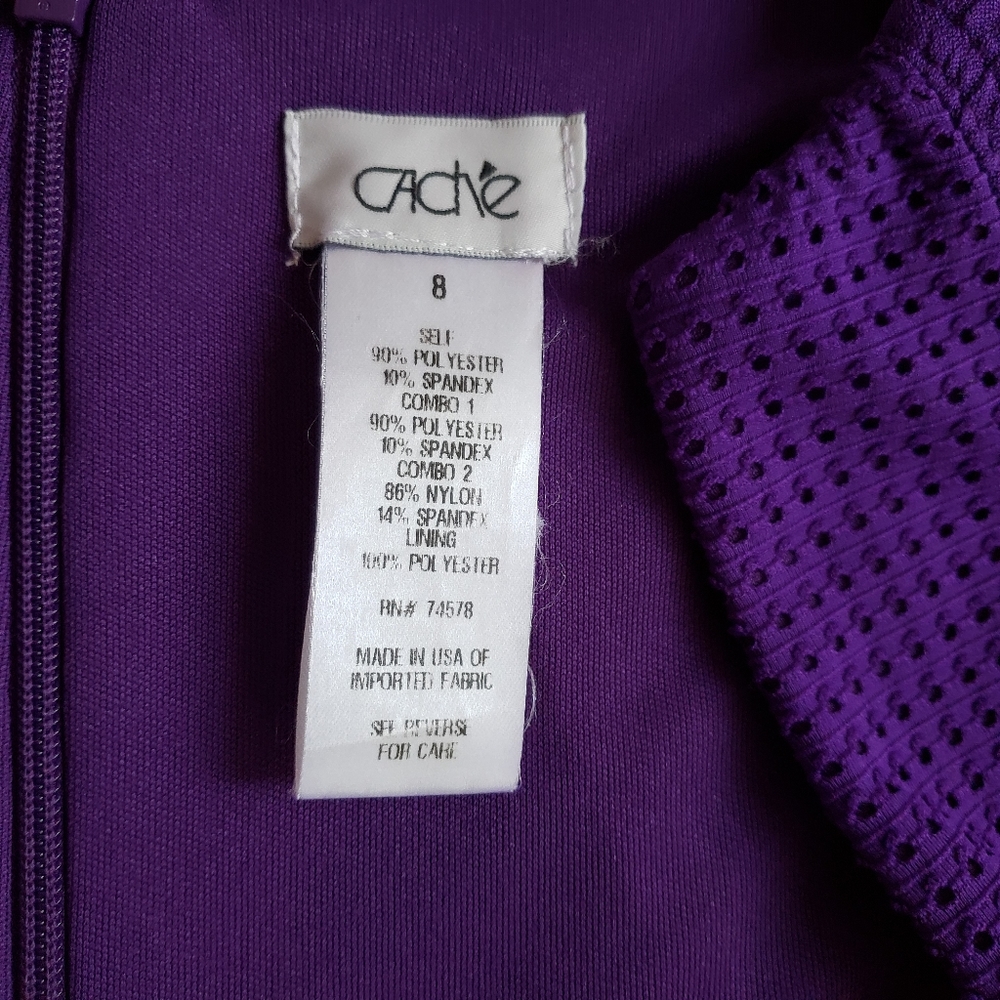 Caché
8
SELF
90% POLYESTER
10% SPANDEX
COMBO 1
90% POLYESTER
10% SPANDEX
COMBO 2
86% NYLON
14% SPANDEX
LINING
100% POLYESTER
RN# 74578
MADE IN USA OF
IMPORTED FABRIC
SEE REVERSE
FOR CARE